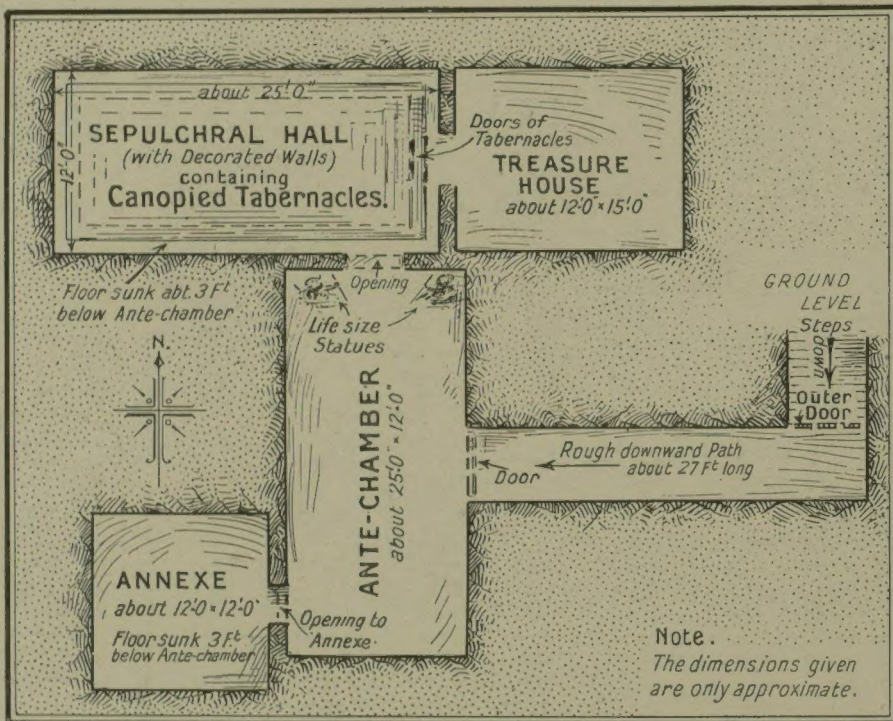 about 25'0"
12'0"
SEPULCHRAL HALL
(with Decorated Walls)
containing
Canopied Tabernacles.
Doors of
Tabernacles
TREASURE
HOUSE
about 12'0" × 15'0"
Floor sunk abt. 3 Ft
below Ante-chamber
Opening
Life size
Statues
GROUND
LEVEL
Steps
down
Outer
Door
N.
ANTE-CHAMBER
about 25'0" × 12'0"
Door
Rough downward Path
about 27 Ft long
ANNEXE
about 12'0 × 12'0"
Floor sunk 3 Ft
below Ante-chamber
Opening to
Annexe
Note.
The dimensions given
are only approximate.